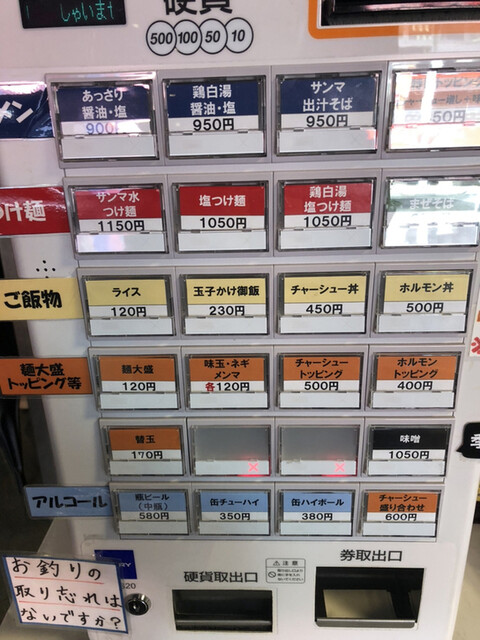 しゃいませ
硬貨
500 100 50 10
メン
あっさり
醤油・塩
900円
鶏白湯
醤油・塩
950円
サンマ
出汁そば
950円
トッピング
50円
つけ麺
サンマ水
つけ麺
1150円
塩つけ麺
1050円
鶏白湯
塩つけ麺
1050円
まぜそば
ご飯物
ライス
120円
玉子かけ御飯
230円
チャーシュー丼
450円
ホルモン丼
500円
麺大盛
トッピング等
麺大盛
120円
味玉・ネギ
メンマ
各120円
チャーシュー
トッピング
500円
ホルモン
トッピング
400円
替玉
170円
味噌
1050円
アルコール
瓶ビール
(中瓶)
580円
缶チューハイ
350円
缶ハイボール
380円
チャーシュー
盛り合わせ
600円
お釣りの
取り忘れは
ないですか?
硬貨取出口
注意
券取出口